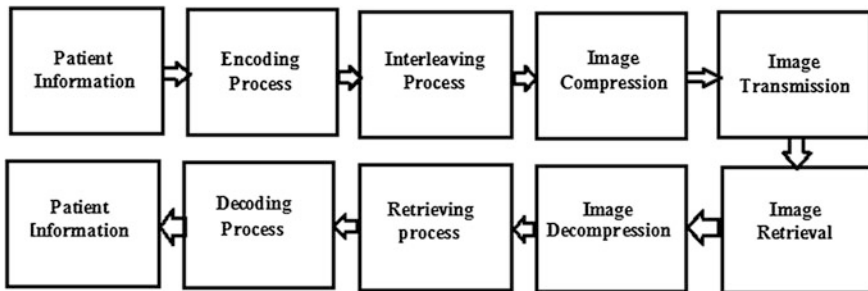 Patient
Information
Encoding
Process
Interleaving
Process
Image
Compression
Image
Transmission
Patient
Information
Decoding
Process
Retrieving
process
Image
Decompression
Image
Retrieval